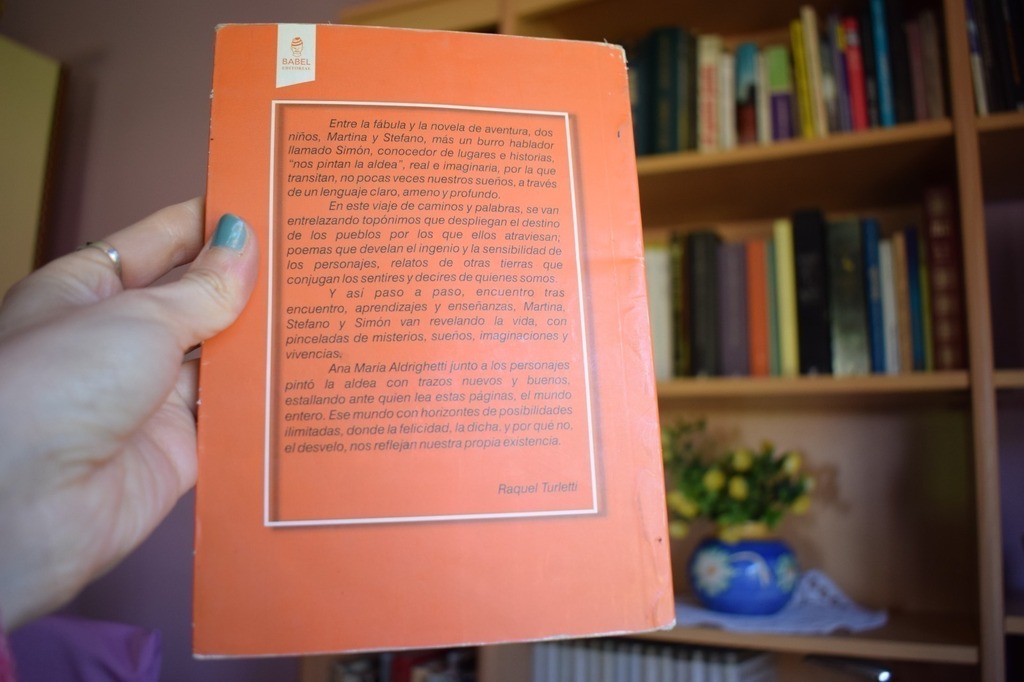 BABEL
EDITORIAL
Entre la fábula y la novela de aventura, dos
niños, Martina y Stefano, más un burro hablador
llamado Simón, conocedor de lugares e historias,
"nos pintan la aldea", real e imaginaria, por la que
transitan, no pocas veces nuestros sueños, a través
de un lenguaje claro, ameno y profundo.
En este viaje de caminos y palabras, se van
entrelazando topónimos que despliegan el destino
de los pueblos por los que ellos atraviesan;
poemas que develan el ingenio y la sensibilidad de
los personajes, relatos de otras tierras que
conjugan los sentires y decires de quienes somos.
Y así paso a paso, encuentro tras
encuentro, aprendizajes y enseñanzas, Martina,
Stefano y Simón van revelando la vida, con
pinceladas de misterios, sueños, imaginaciones y
vivencias.
Ana Maria Aldrighetti junto a los personajes
pintó la aldea con trazos nuevos y buenos,
estallando ante quien lea estas páginas, el mundo
entero. Ese mundo con horizontes de posibilidades
ilimitadas, donde la felicidad, la dicha, y por qué no,
el desvelo, nos reflejan nuestra propia existencia.
Raquel Turletti